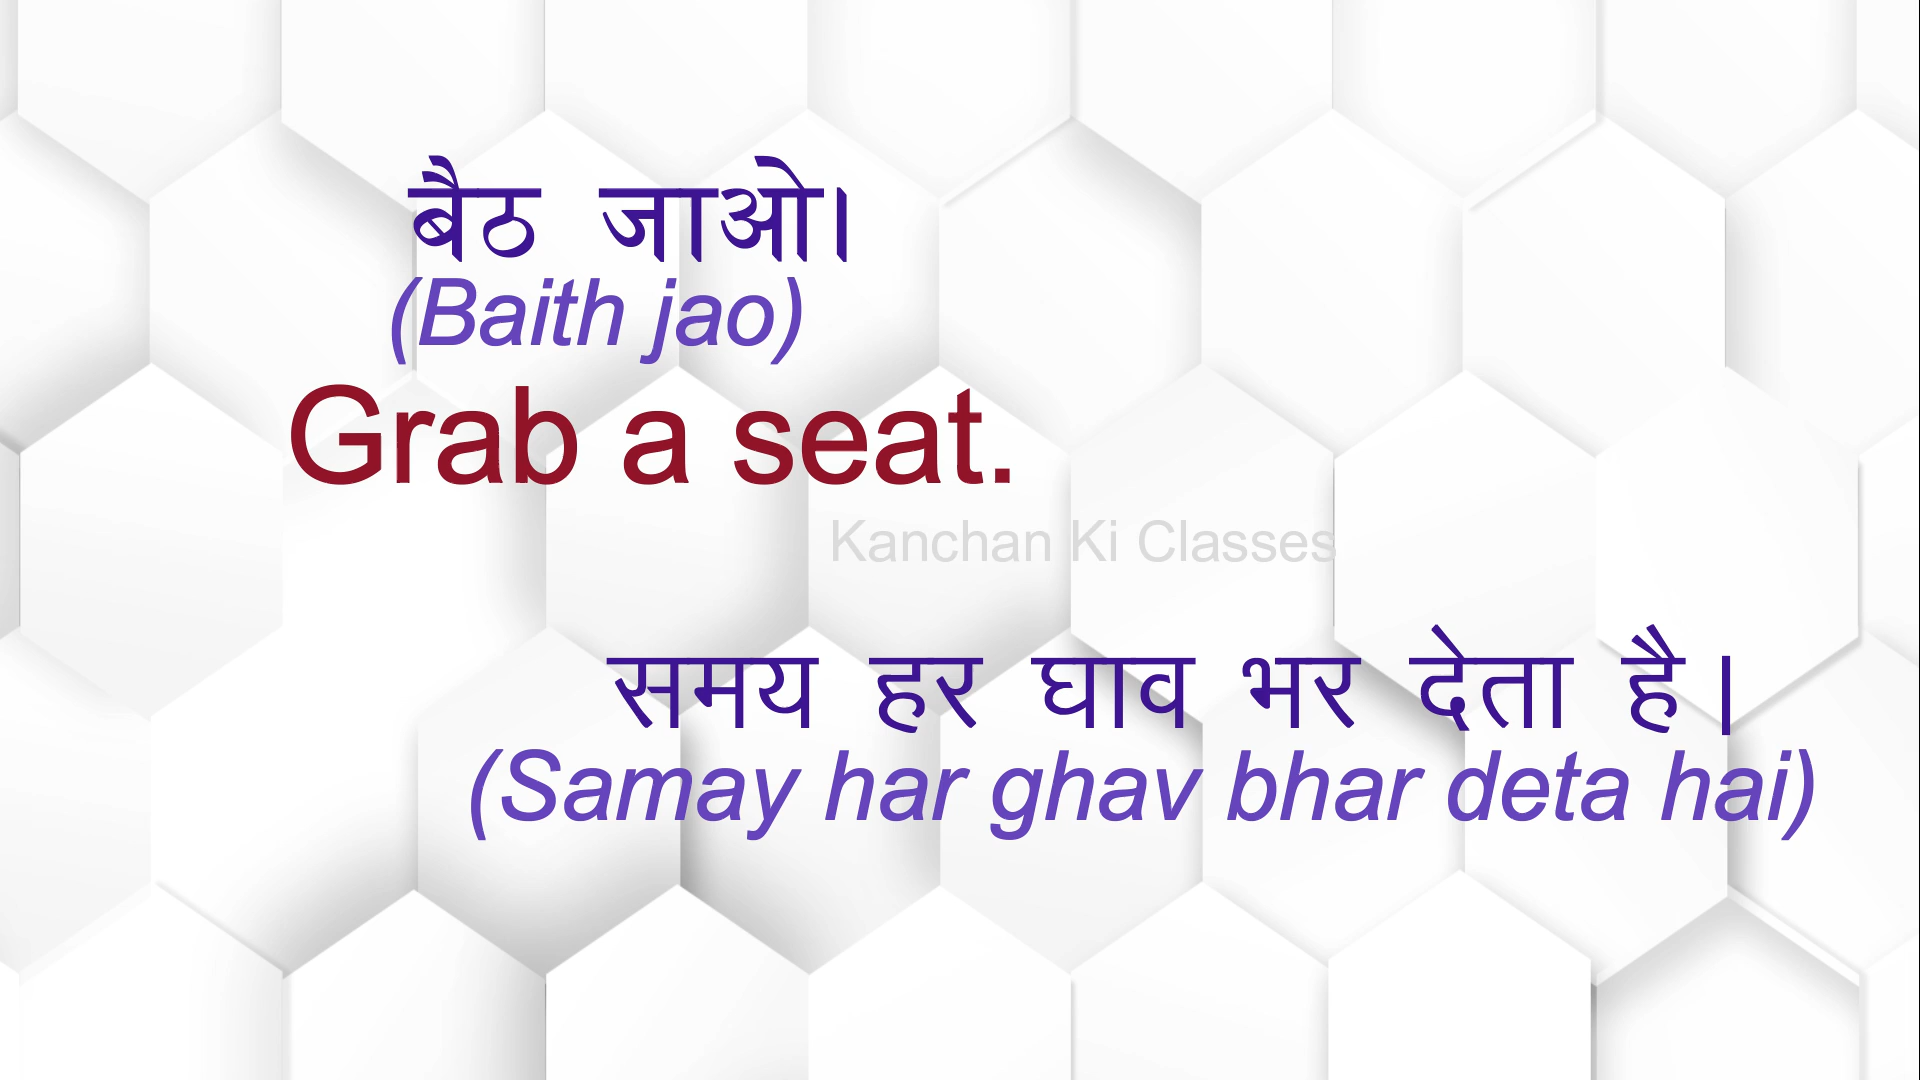 बैठ जाओ।
(Baith jao)
Grab a seat.
Kanchan Ki Classes
समय हर घाव भर देता है |
(Samay har ghav bhar deta hai)